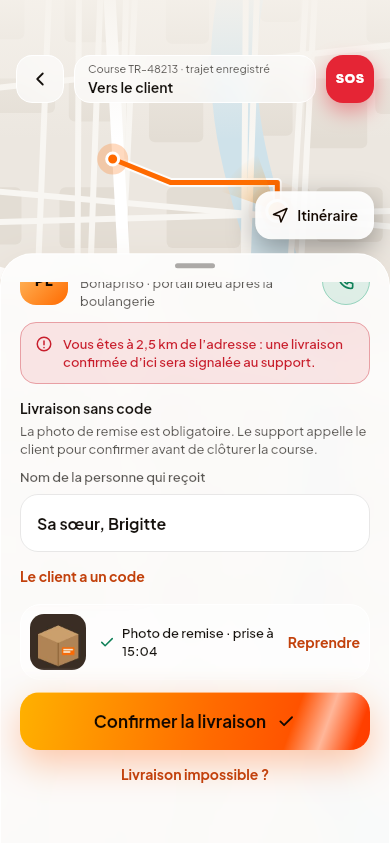 Course TR-48213 · trajet enregistré
Vers le client
SOS
Itinéraire
Bonapriso · portail bleu après la
boulangerie
Vous êtes à 2,5 km de l'adresse : une livraison
confirmée d'ici sera signalée au support.
Livraison sans code
La photo de remise est obligatoire. Le support appelle le
client pour confirmer avant de clôturer la course.
Nom de la personne qui reçoit
Sa sœur, Brigitte
Le client a un code
Photo de remise · prise à
15:04
Reprendre
Confirmer la livraison
Livraison impossible ?